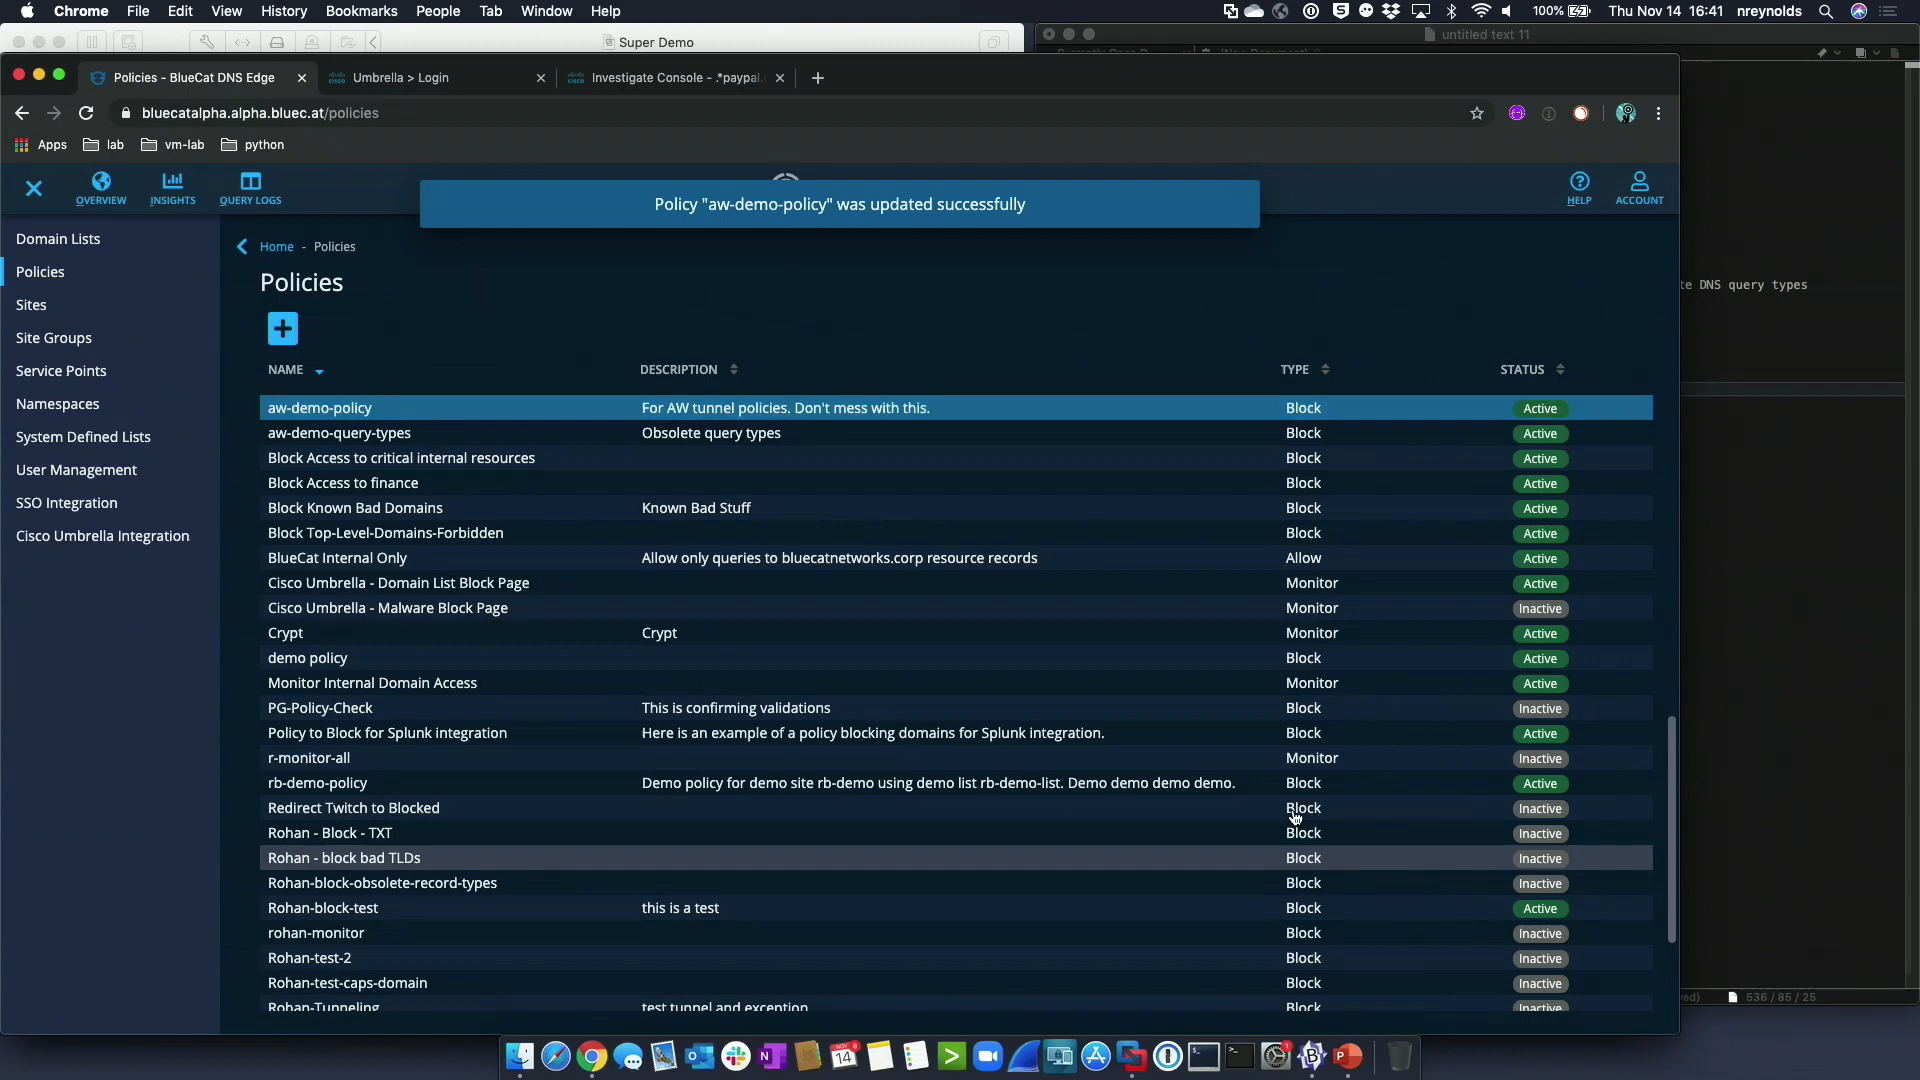 Chrome File Edit View History Bookmarks People Tab Window Help
100% Thu Nov 14 16:41 nreynolds
Super Demo
untitled text 11
Policies - BlueCat DNS Edge
Umbrella > Login
Investigate Console - .*paypal.
bluecatalpha.alpha.bluec.at/policies
Apps lab vm-lab python
OVERVIEW INSIGHTS QUERY LOGS
Policy "aw-demo-policy" was updated successfully
HELP ACCOUNT
Domain Lists
Policies
Sites
Site Groups
Service Points
Namespaces
System Defined Lists
User Management
SSO Integration
Cisco Umbrella Integration
Home - Policies
Policies
NAME DESCRIPTION TYPE STATUS
aw-demo-policy For AW tunnel policies. Don't mess with this. Block Active
aw-demo-query-types Obsolete query types Block Active
Block Access to critical internal resources Block Active
Block Access to finance Block Active
Block Known Bad Domains Known Bad Stuff Block Active
Block Top-Level-Domains-Forbidden Block Active
BlueCat Internal Only Allow only queries to bluecatnetworks.corp resource records Allow Active
Cisco Umbrella - Domain List Block Page Monitor Active
Cisco Umbrella - Malware Block Page Monitor Inactive
Crypt Crypt Monitor Active
demo policy Block Active
Monitor Internal Domain Access Monitor Active
PG-Policy-Check This is confirming validations Block Inactive
Policy to Block for Splunk integration Here is an example of a policy blocking domains for Splunk integration. Block Active
r-monitor-all Monitor Inactive
rb-demo-policy Demo policy for demo site rb-demo using demo list rb-demo-list. Demo demo demo demo. Block Active
Redirect Twitch to Blocked Block Inactive
Rohan - Block - TXT Block Inactive
Rohan - block bad TLDs Block Inactive
Rohan-block-obsolete-record-types Block Inactive
Rohan-block-test this is a test Block Active
rohan-monitor Block Inactive
Rohan-test-2 Block Inactive
Rohan-test-caps-domain Block Inactive
Rohan-Tunneling test tunnel and exception Block Inactive
te DNS query types
536 / 85 / 25
NOV 14